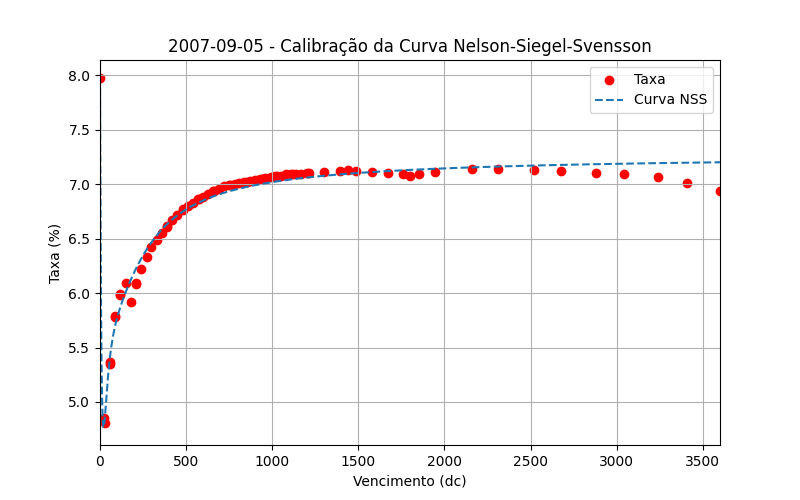 2007-09-05 - Calibração da Curva Nelson-Siegel-Svensson
Taxa
Curva NSS
Taxa (%)
8.0
7.5
7.0
6.5
6.0
5.5
5.0
0 500 1000 1500 2000 2500 3000 3500
Vencimento (dc)